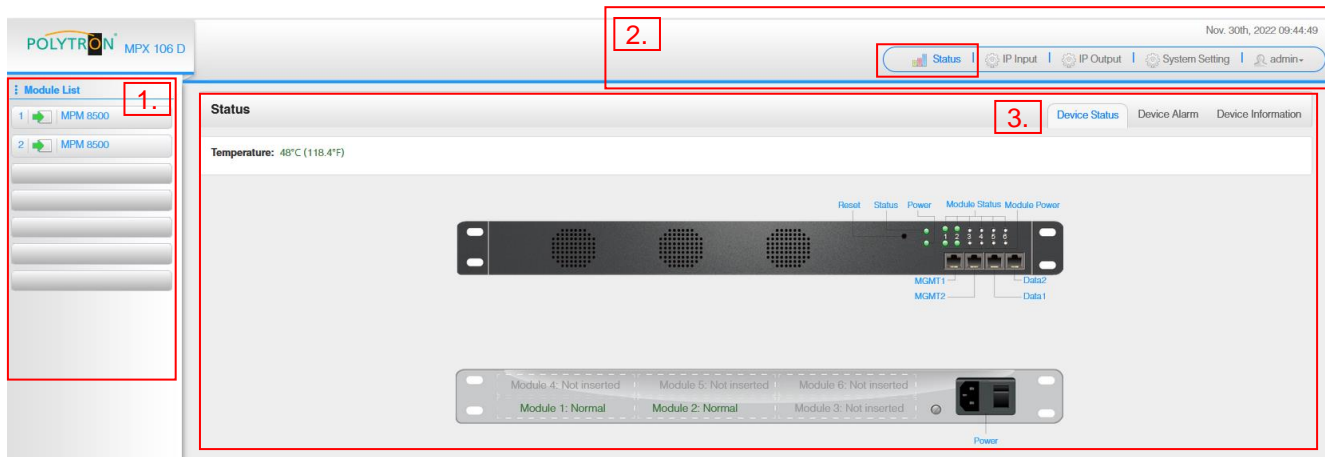 Nov. 30th, 2022 09:44:49
POLYTRON MPX 106 D
2.
Status IP Input IP Output System Setting admin
Module List
1.
1 MPM 8500
2 MPM 8500
Status
3.
Device Status Device Alarm Device Information
Temperature: 48°C (118.4°F)
Reset Status Power Module Status Module Power
1 2 3 4 5 6
MGMT1 Data2
MGMT2 Data1
Module 4: Not inserted Module 5: Not inserted Module 6: Not inserted
Module 1: Normal Module 2: Normal Module 3: Not inserted
Power